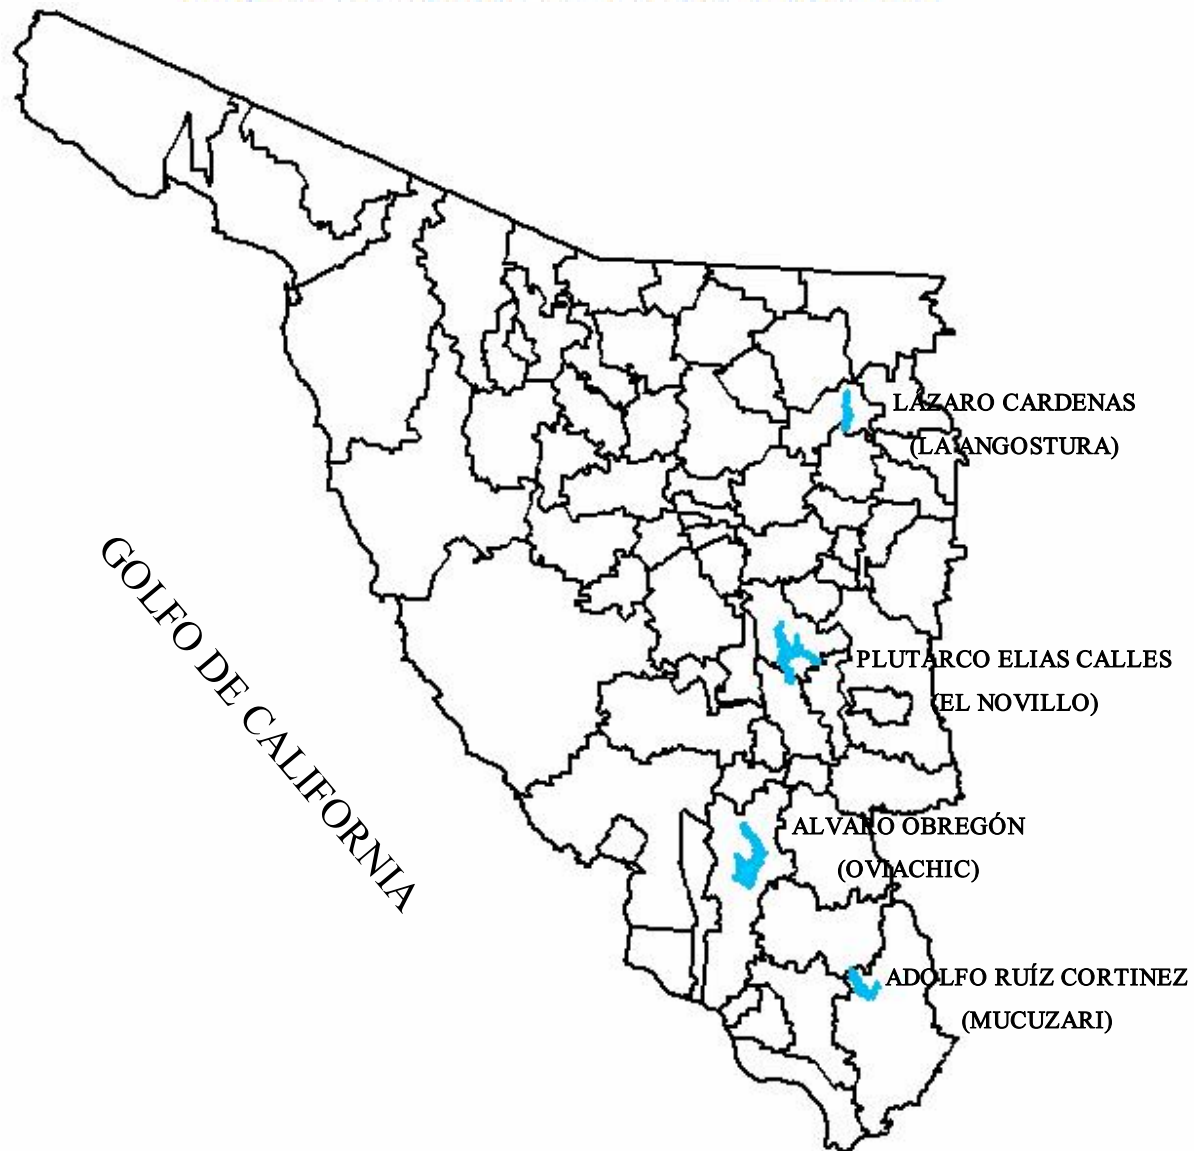 LÁZARO CARDENAS
(LA ANGOSTURA)
GOLFO DE CALIFORNIA
PLUTARCO ELIAS CALLES
(EL NOVILLO)
ALVARO OBREGÓN
(OVIACHIC)
ADOLFO RUÍZ CORTINEZ
(MUCUZARI)